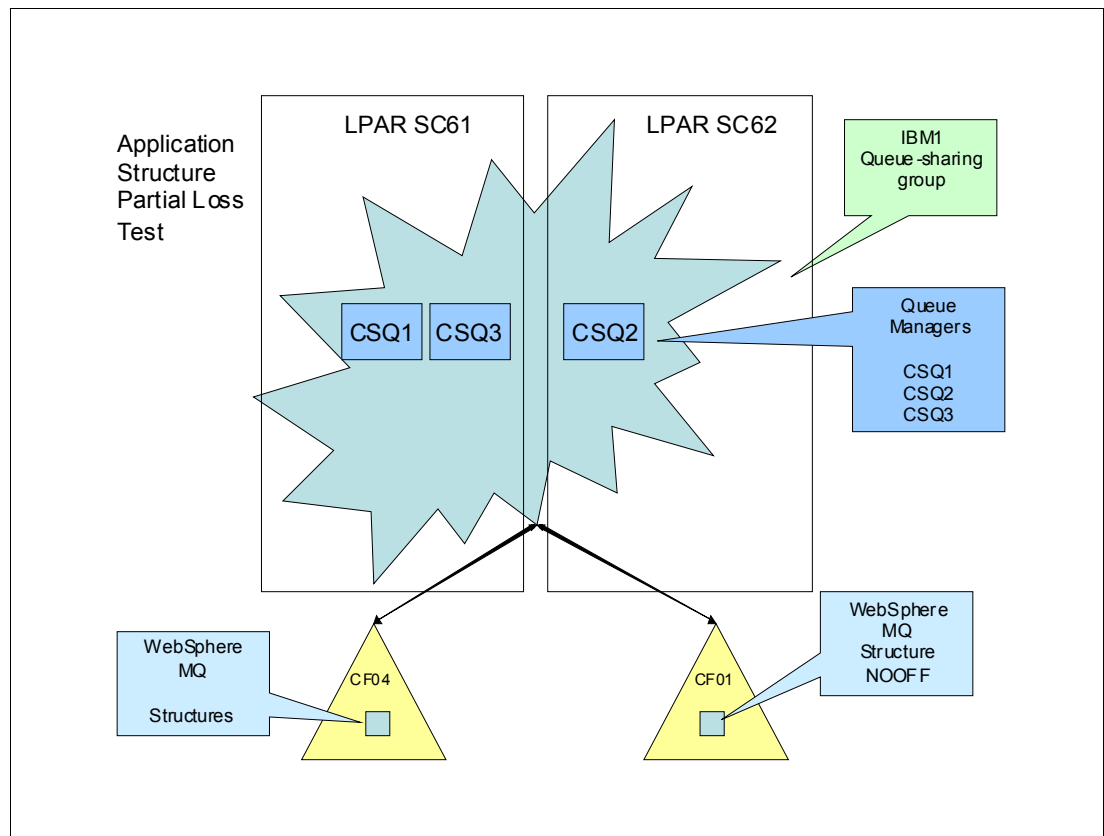 Application
Structure
Partial Loss
Test
LPAR SC61
LPAR SC62
IBM1
Queue-sharing
group
CSQ1
CSQ3
CSQ2
Queue
Managers
CSQ1
CSQ2
CSQ3
WebSphere
MQ
Structures
CF04
CF01
WebSphere
MQ
Structure
NOOFF